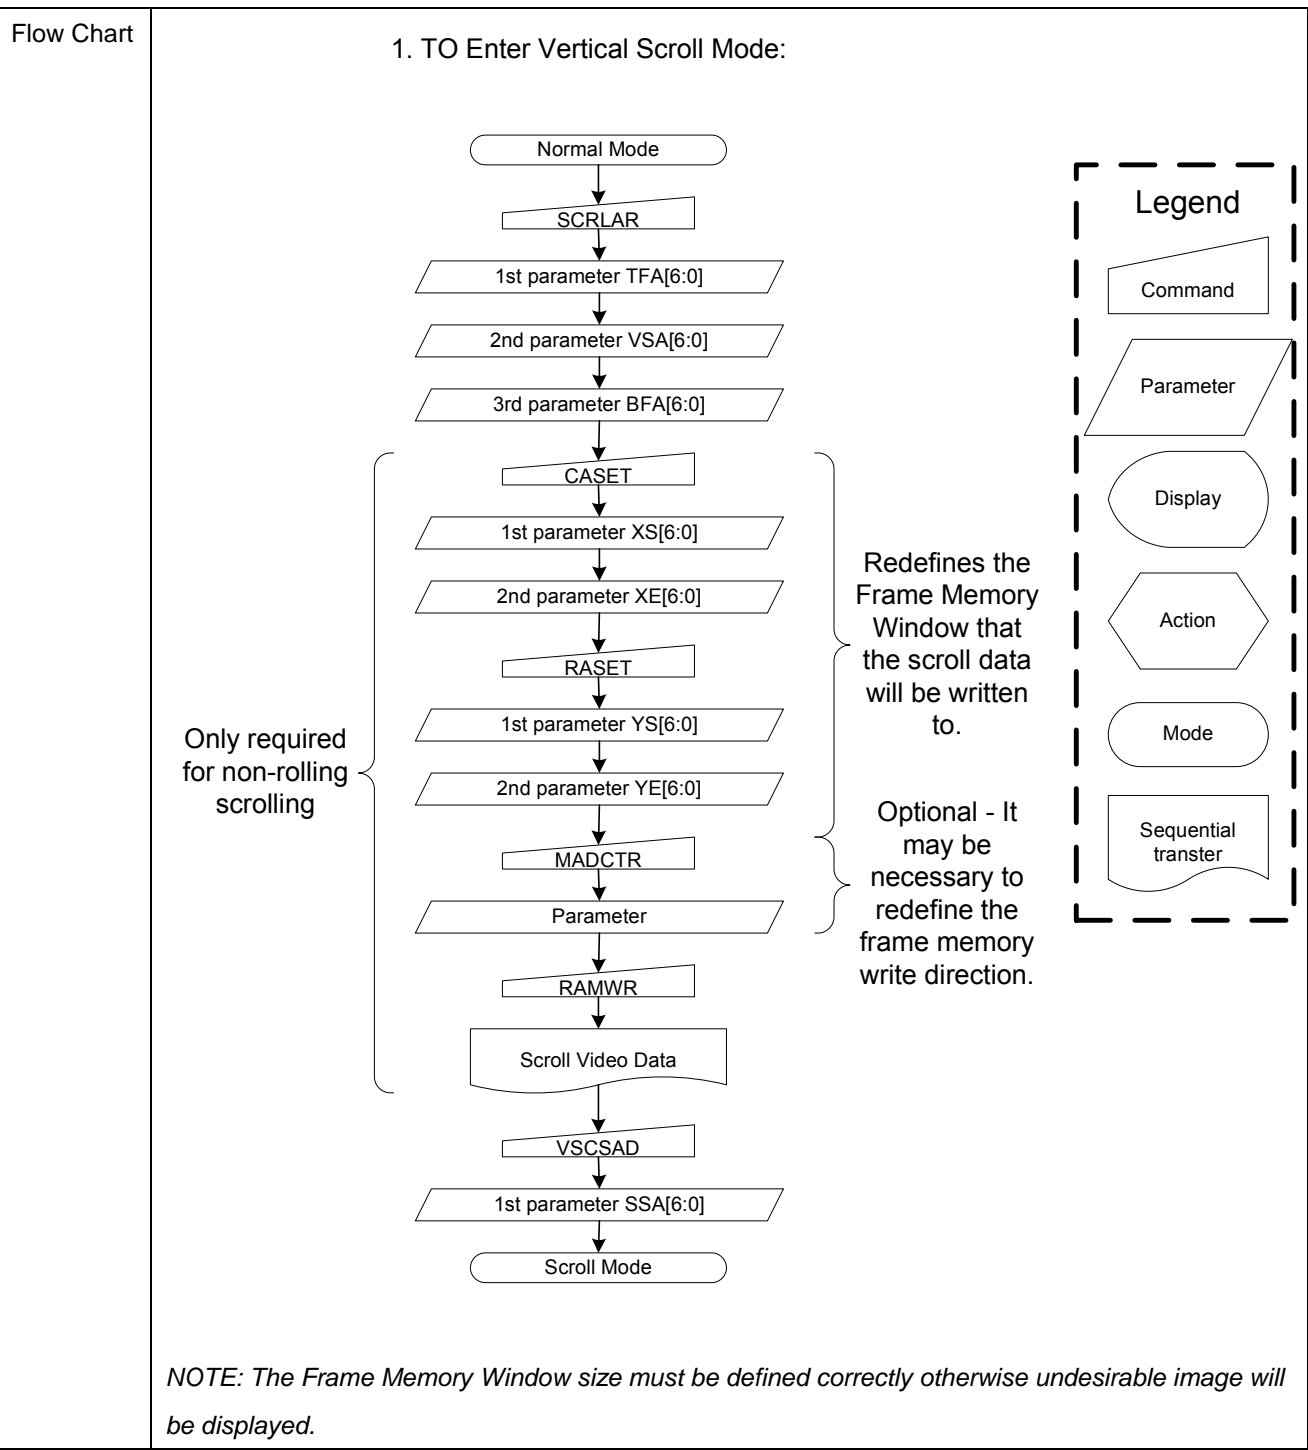 Flow Chart
1. TO Enter Vertical Scroll Mode:
Normal Mode
SCRLAR
1st parameter TFA[6:0]
2nd parameter VSA[6:0]
3rd parameter BFA[6:0]
CASET
1st parameter XS[6:0]
2nd parameter XE[6:0]
RASET
1st parameter YS[6:0]
2nd parameter YE[6:0]
MADCTR
Parameter
RAMWR
Scroll Video Data
VSCSAD
1st parameter SSA[6:0]
Scroll Mode
Only required
for non-rolling
scrolling
Redefines the
Frame Memory
Window that
the scroll data
will be written
to.
Optional - It
may be
necessary to
redefine the
frame memory
write direction.
Legend
Command
Parameter
Display
Action
Mode
Sequential
transter
NOTE: The Frame Memory Window size must be defined correctly otherwise undesirable image will
be displayed.